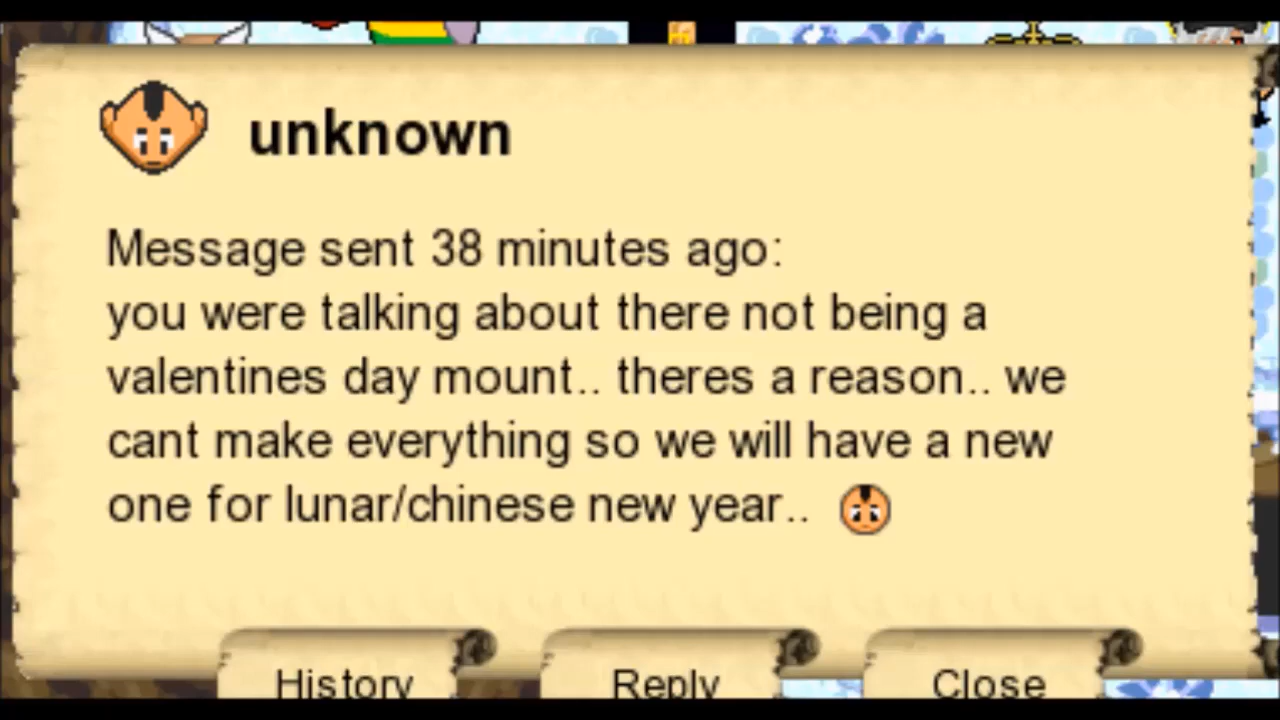 unknown
Message sent 38 minutes ago:
you were talking about there not being a
valentines day mount.. theres a reason.. we
cant make everything so we will have a new
one for lunar/chinese new year..
History Reply Close